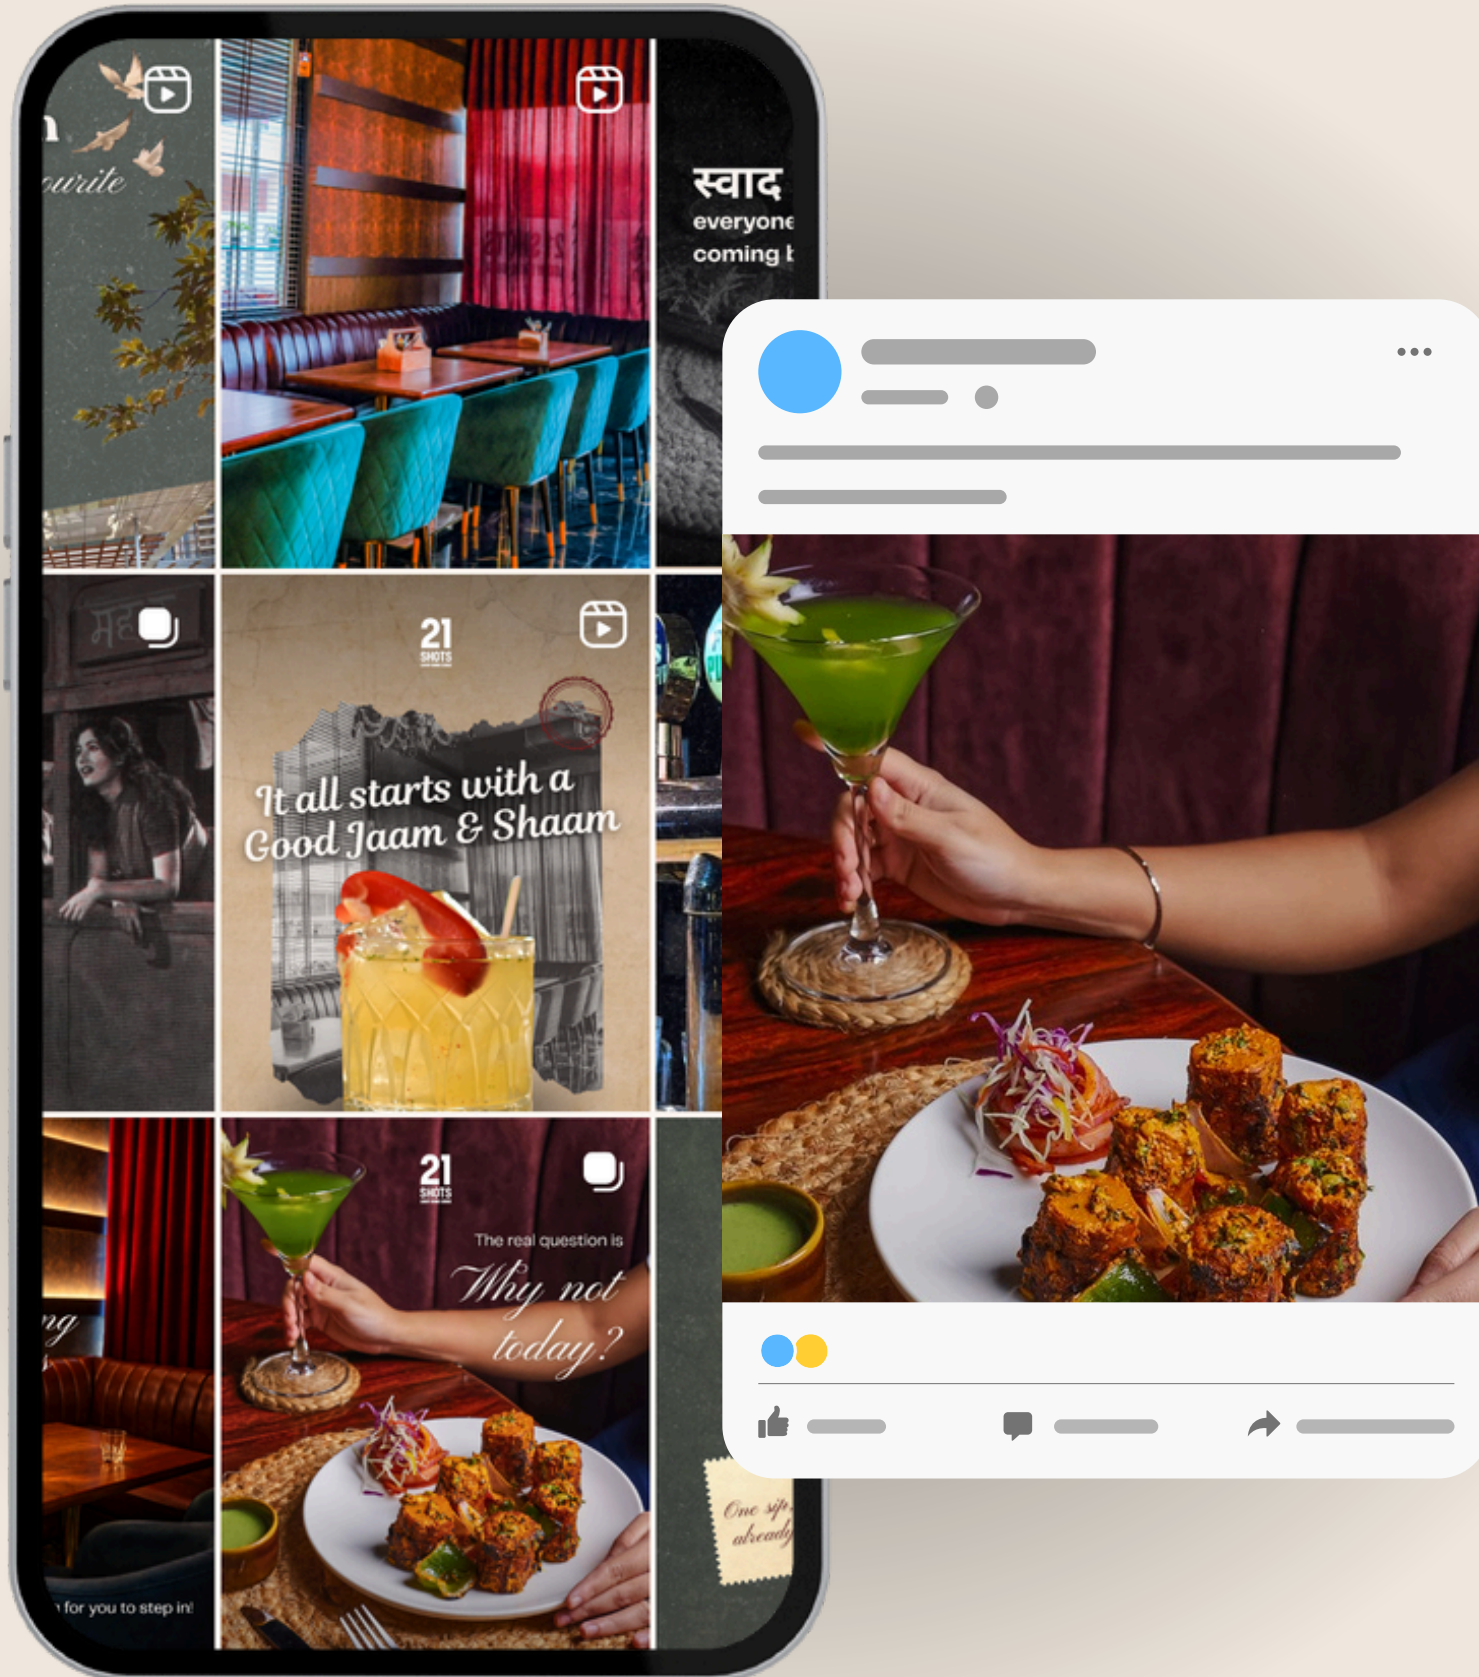 ourite
स्वाद
everyone
coming b
21
SHOTS
It all starts with a
Good Jaam & Shaam
21
SHOTS
The real question is
Why not
today?
ng
for you to step in!
One sip,
already